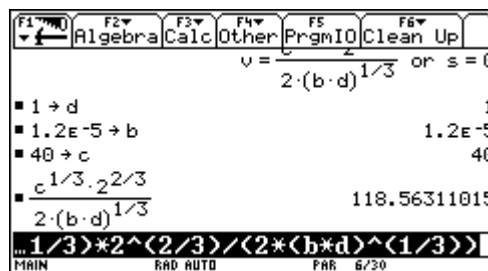 F1 F2 F3 F4 F5 F6
Algebra Calc Other PrgmIO Clean Up
v = 2·(b·d)^1/3 or s = 0
1 → d 1
1.2ᴇ-5 → b 1.2ᴇ-5
40 → c 40
c^1/3·2^2/3 / 2·(b·d)^1/3 118.56311015
…1/3)*2^(2/3)/(2*(b*d)^(1/3))
MAIN RAD AUTO PAR 6/30